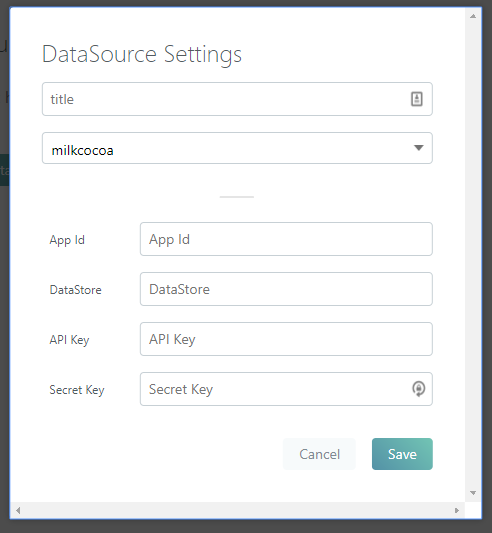 DataSource Settings
title
milkcocoa
App Id App Id
DataStore DataStore
API Key API Key
Secret Key Secret Key
Cancel Save